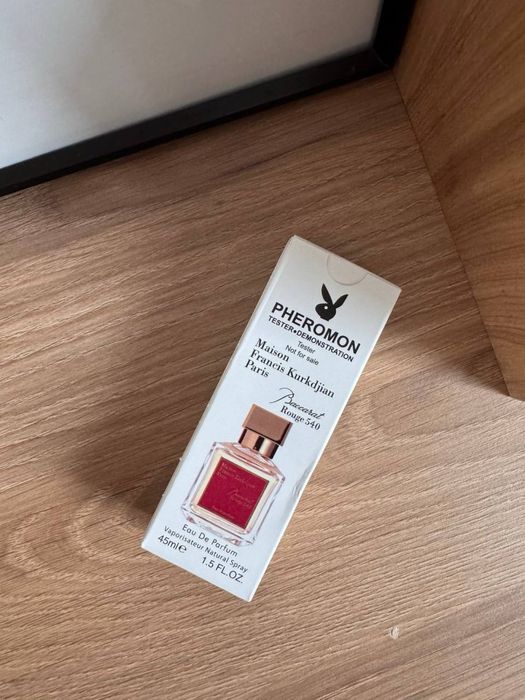 PHEROMON
TESTER•DEMONSTRATION
Tester
Not for sale
Maison
Francis Kurkdjian
Paris
Baccarat
Rouge 540
Eau De Parfum
Vaporisateur Natural Spray
45ml℮ 1.5 FL.OZ.